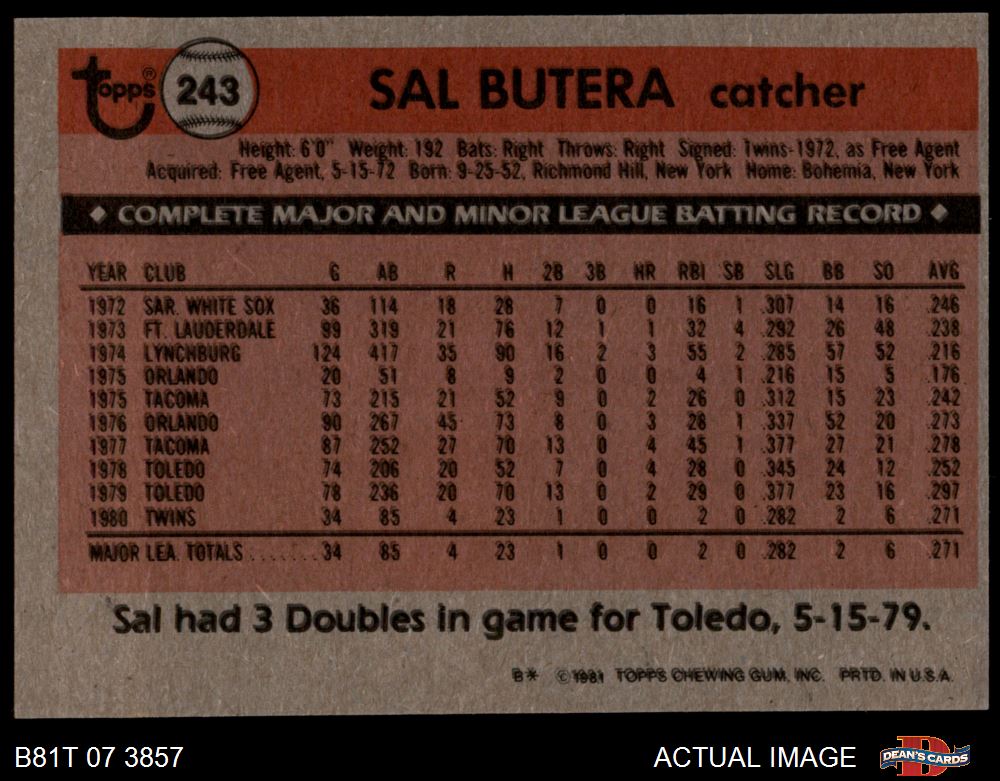 topps® 243 SAL BUTERA catcher
Height: 6'0" Weight: 192 Bats: Right Throws: Right Signed: Twins-1972, as Free Agent
Acquired: Free Agent, 5-15-72 Born: 9-25-52, Richmond Hill, New York Home: Bohemia, New York
◆ COMPLETE MAJOR AND MINOR LEAGUE BATTING RECORD ◆
YEAR CLUB G AB R H 2B 3B HR RBI SB SLG BB SO AVG
1972 SAR. WHITE SOX 36 114 18 28 7 0 0 16 1 .307 14 16 .246
1973 FT. LAUDERDALE 99 319 21 76 12 1 1 32 4 .292 26 48 .238
1974 LYNCHBURG 124 417 35 90 16 2 3 55 2 .285 57 52 .216
1975 ORLANDO 20 51 8 9 2 0 0 4 1 .216 15 5 .176
1975 TACOMA 73 215 21 52 9 0 2 26 0 .312 15 23 .242
1976 ORLANDO 90 267 45 73 8 0 3 28 1 .337 52 20 .273
1977 TACOMA 87 252 27 70 13 0 4 45 1 .377 27 21 .278
1978 TOLEDO 74 206 20 52 7 0 4 28 0 .345 24 12 .252
1979 TOLEDO 78 236 20 70 13 0 2 29 0 .377 23 16 .297
1980 TWINS 34 85 4 23 1 0 0 2 0 .282 2 6 .271
MAJOR LEA. TOTALS . . . . . . . 34 85 4 23 1 0 0 2 0 .282 2 6 .271
Sal had 3 Doubles in game for Toledo, 5-15-79.
B* © 1981 TOPPS CHEWING GUM, INC. PRTD. IN U.S.A.
B81T 07 3857 ACTUAL IMAGE DEAN'S CARDS